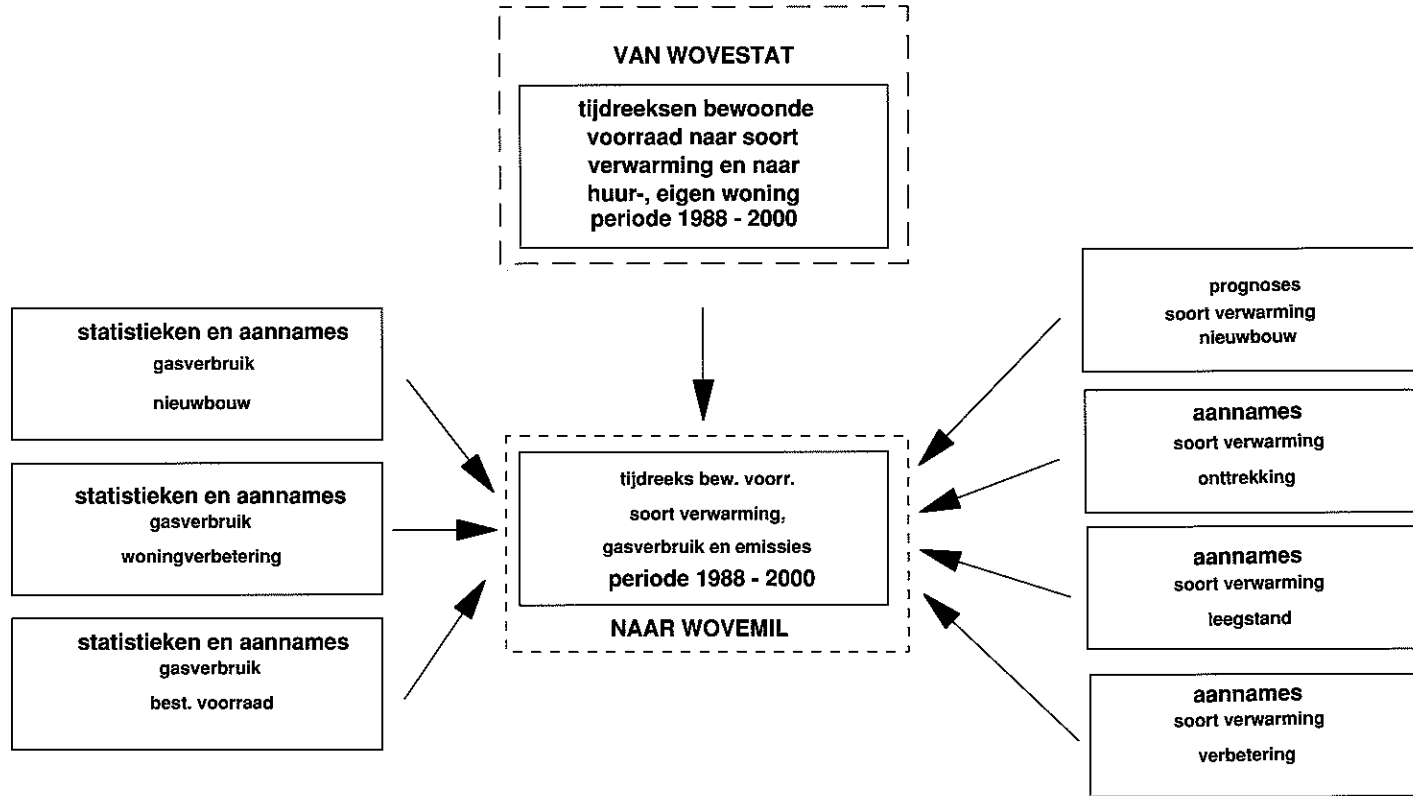 VAN WOVESTAT
tijdreeksen bewoonde
voorraad naar soort
verwarming en naar
huur-, eigen woning
periode 1988 - 2000
statistieken en aannames
gasverbruik
nieuwbouw
statistieken en aannames
gasverbruik
woningverbetering
statistieken en aannames
gasverbruik
best. voorraad
tijdreeks bew. voorr.
soort verwarming,
gasverbruik en emissies
periode 1988 - 2000
NAAR WOVEMIL
prognoses
soort verwarming
nieuwbouw
aannames
soort verwarming
onttrekking
aannames
soort verwarming
leegstand
aannames
soort verwarming
verbetering